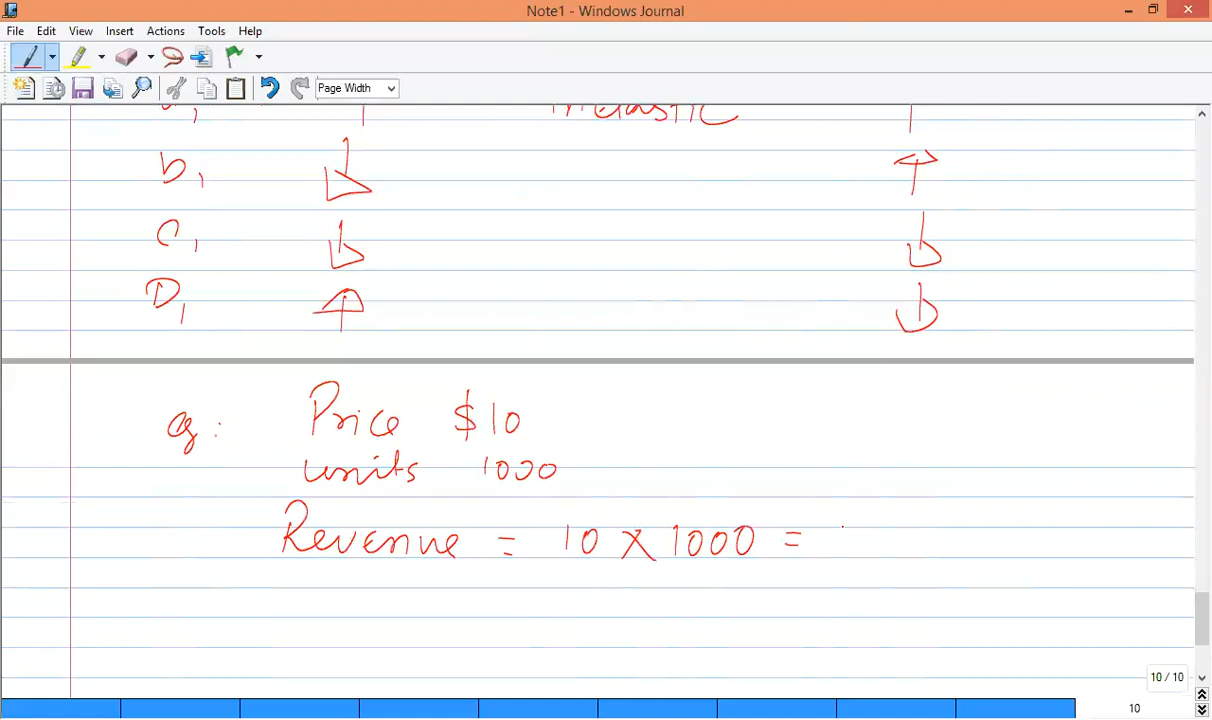 Note1 - Windows Journal
File Edit View Insert Actions Tools Help
Page Width
inelastic
b,
C,
D,
eg: Price $10
units 1000
Revenue = 10 X 1000 =
10 / 10
10